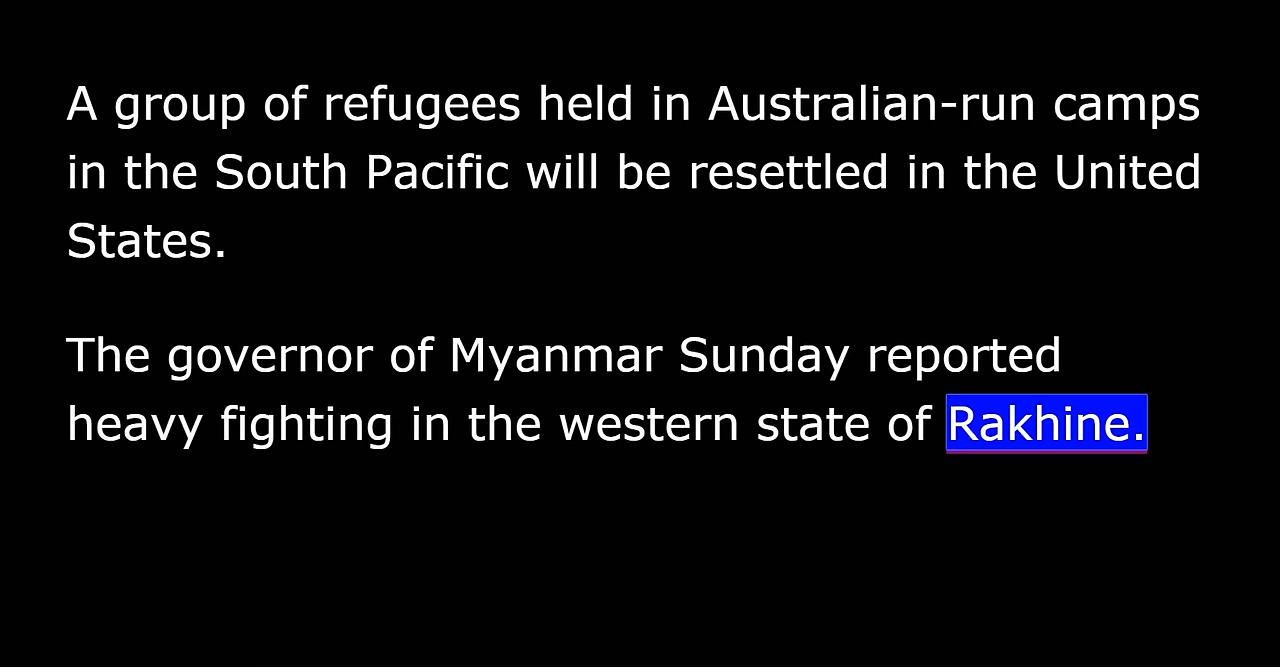 A group of refugees held in Australian-run camps
in the South Pacific will be resettled in the United
States.
The governor of Myanmar Sunday reported
heavy fighting in the western state of Rakhine.